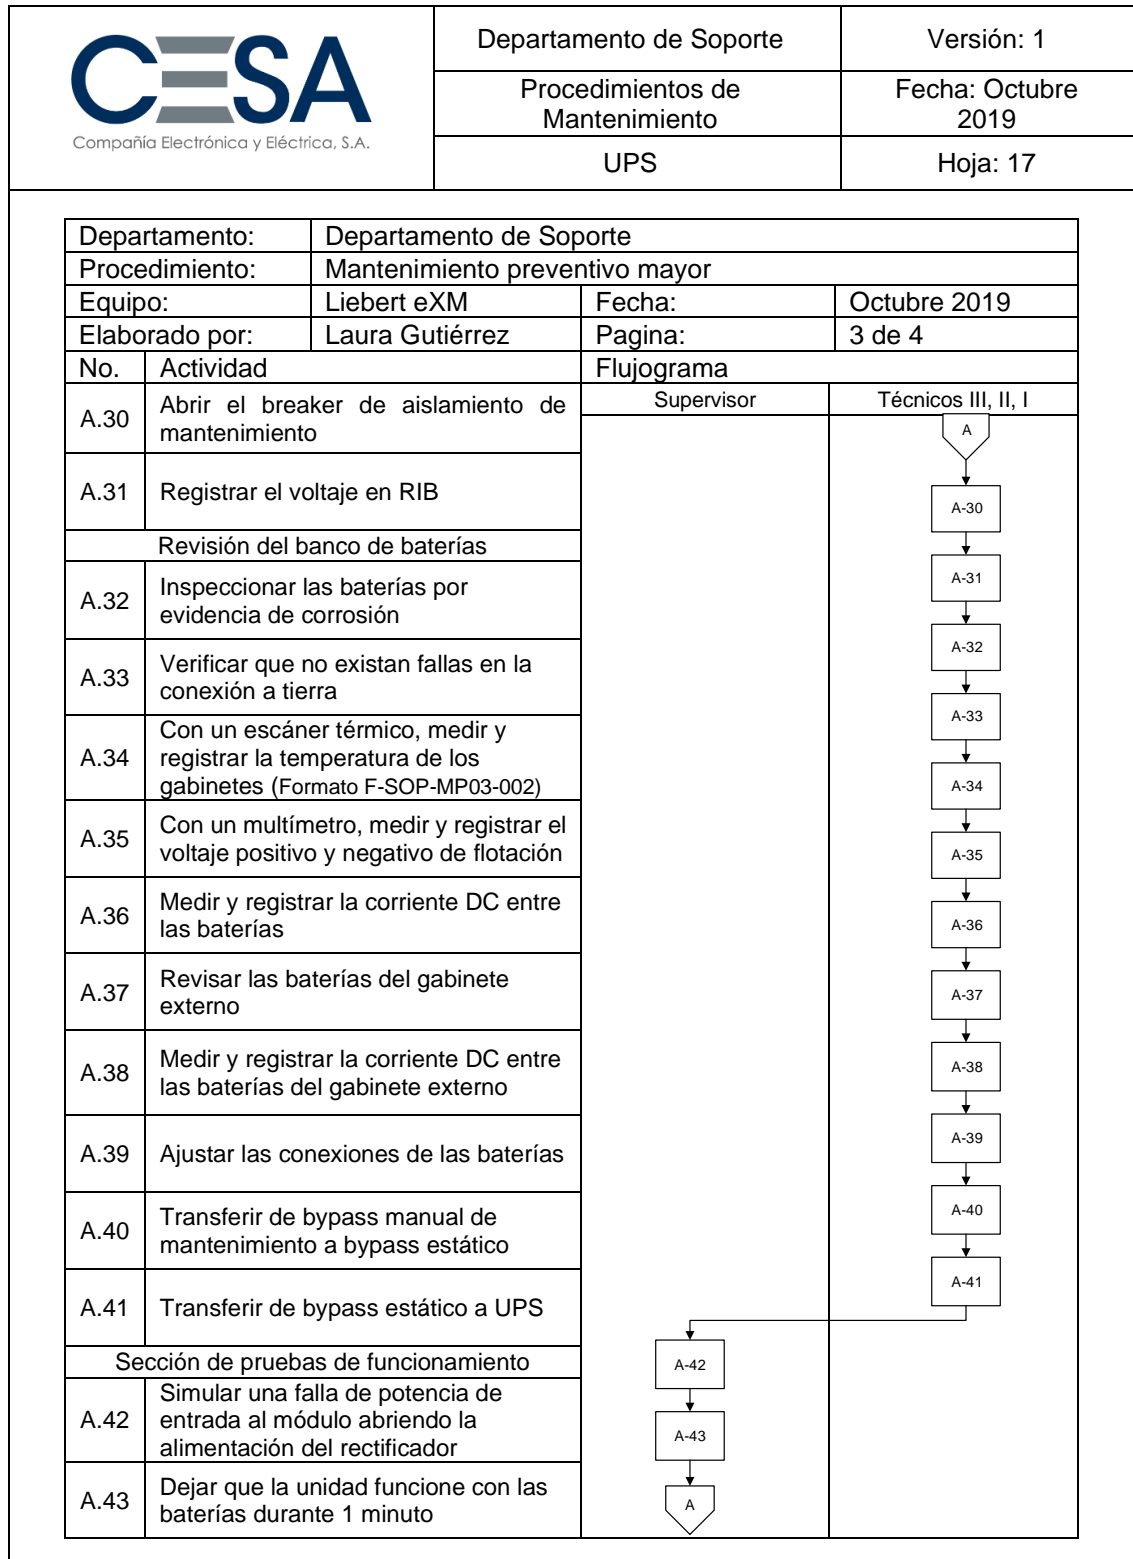 CESA
Compañía Electrónica y Eléctrica, S.A.
Departamento de Soporte
Versión: 1
Procedimientos de
Mantenimiento
Fecha: Octubre
2019
UPS
Hoja: 17
Departamento: Departamento de Soporte
Procedimiento: Mantenimiento preventivo mayor
Equipo: Liebert eXM Fecha: Octubre 2019
Elaborado por: Laura Gutiérrez Pagina: 3 de 4
No. Actividad Flujograma
Supervisor Técnicos III, II, I
A.30 Abrir el breaker de aislamiento de
mantenimiento
A.31 Registrar el voltaje en RIB
Revisión del banco de baterías
A.32 Inspeccionar las baterías por
evidencia de corrosión
A.33 Verificar que no existan fallas en la
conexión a tierra
A.34 Con un escáner térmico, medir y
registrar la temperatura de los
gabinetes (Formato F-SOP-MP03-002)
A.35 Con un multímetro, medir y registrar el
voltaje positivo y negativo de flotación
A.36 Medir y registrar la corriente DC entre
las baterías
A.37 Revisar las baterías del gabinete
externo
A.38 Medir y registrar la corriente DC entre
las baterías del gabinete externo
A.39 Ajustar las conexiones de las baterías
A.40 Transferir de bypass manual de
mantenimiento a bypass estático
A.41 Transferir de bypass estático a UPS
Sección de pruebas de funcionamiento
A.42 Simular una falla de potencia de
entrada al módulo abriendo la
alimentación del rectificador
A.43 Dejar que la unidad funcione con las
baterías durante 1 minuto
A
A-30
A-31
A-32
A-33
A-34
A-35
A-36
A-37
A-38
A-39
A-40
A-41
A-42
A-43
A